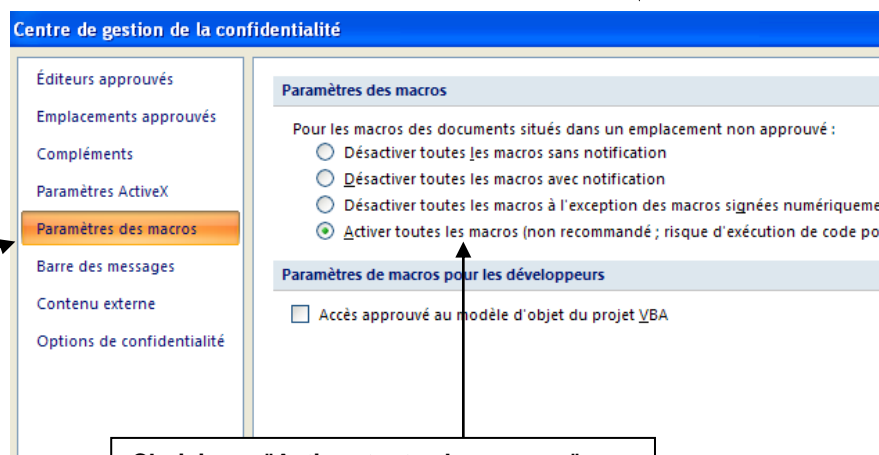 Centre de gestion de la confidentialité
Éditeurs approuvés
Emplacements approuvés
Compléments
Paramètres ActiveX
Paramètres des macros
Barre des messages
Contenu externe
Options de confidentialité
Paramètres des macros
Pour les macros des documents situés dans un emplacement non approuvé :
Désactiver toutes les macros sans notification
Désactiver toutes les macros avec notification
Désactiver toutes les macros à l'exception des macros signées numériqueme
Activer toutes les macros (non recommandé ; risque d'exécution de code po
Paramètres de macros pour les développeurs
Accès approuvé au modèle d'objet du projet VBA